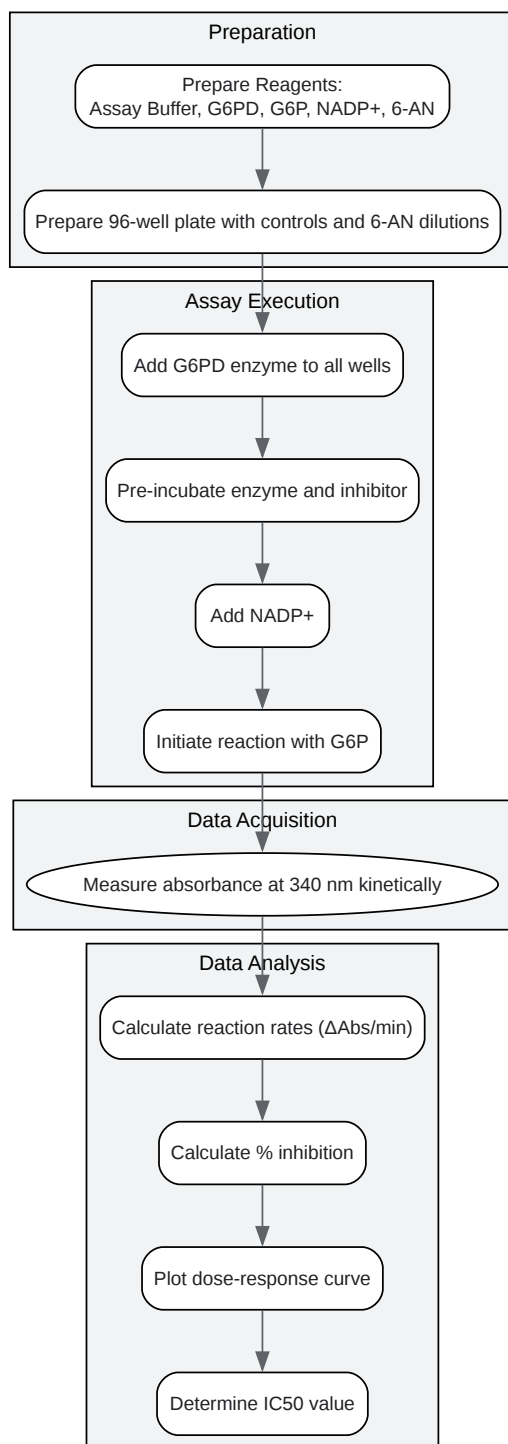 Preparation
Prepare Reagents:
Assay Buffer, G6PD, G6P, NADP+, 6-AN
Prepare 96-well plate with controls and 6-AN dilutions
Assay Execution
Add G6PD enzyme to all wells
Pre-incubate enzyme and inhibitor
Add NADP+
Initiate reaction with G6P
Data Acquisition
Measure absorbance at 340 nm kinetically
Data Analysis
Calculate reaction rates (ΔAbs/min)
Calculate % inhibition
Plot dose-response curve
Determine IC50 value